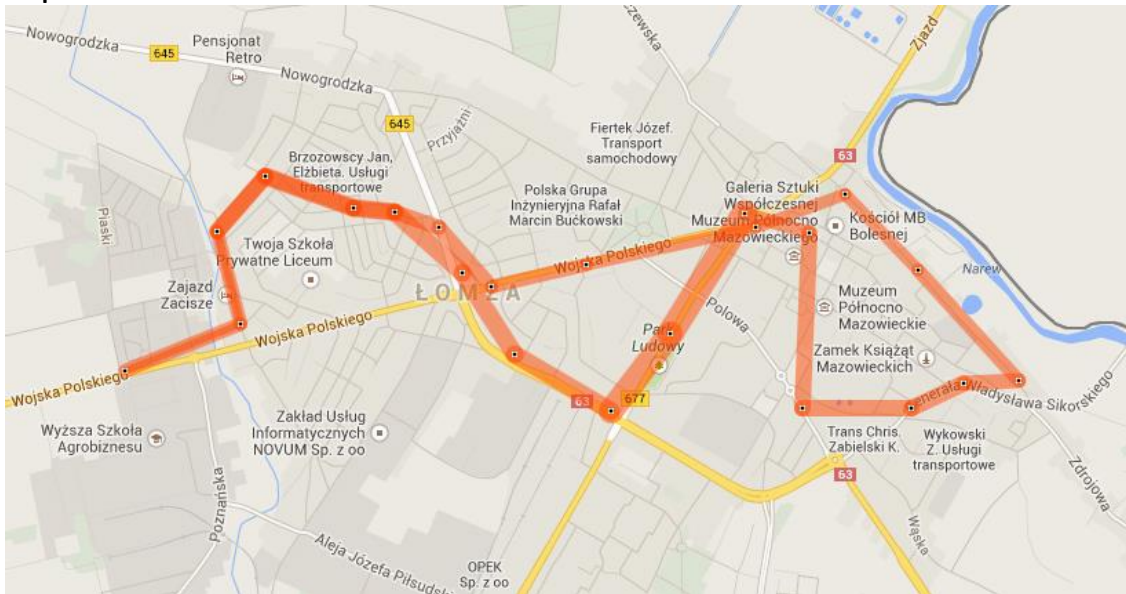 Nowogrodzka
645
Pensjonat
Retro
Nowogrodzka
645
Przyjaźni
Zjazd
Fiertek Józef.
Transport
samochodowy
63
Piaski
Brzozowscy Jan,
Elżbieta. Usługi
transportowe
Polska Grupa
Inżynieryjna Rafał
Marcin Bućkowski
Galeria Sztuki
Współczesnej
Muzeum Północno
Mazowieckiego
Kościół MB
Bolesnej
Twoja Szkoła
Prywatne Liceum
Wojska Polskiego
Narew
Zajazd
Zacisze
ŁOMŻA
Polowa
Muzeum
Północno
Mazowieckie
Wojska Polskiego
Park
Ludowy
Zamek Książąt
Mazowieckich
Wojska Polskiego
63
677
Generała Władysława Sikorskiego
Wyższa Szkoła
Agrobiznesu
Zakład Usług
Informatycznych
NOVUM Sp. z oo
Trans Chris.
Zabielski K.
Wykowski
Z. Usługi
transportowe
Zdrojowa
63
Poznańska
Wąska
Aleja Józefa Piłsudsk
OPEK
Sp. z oo